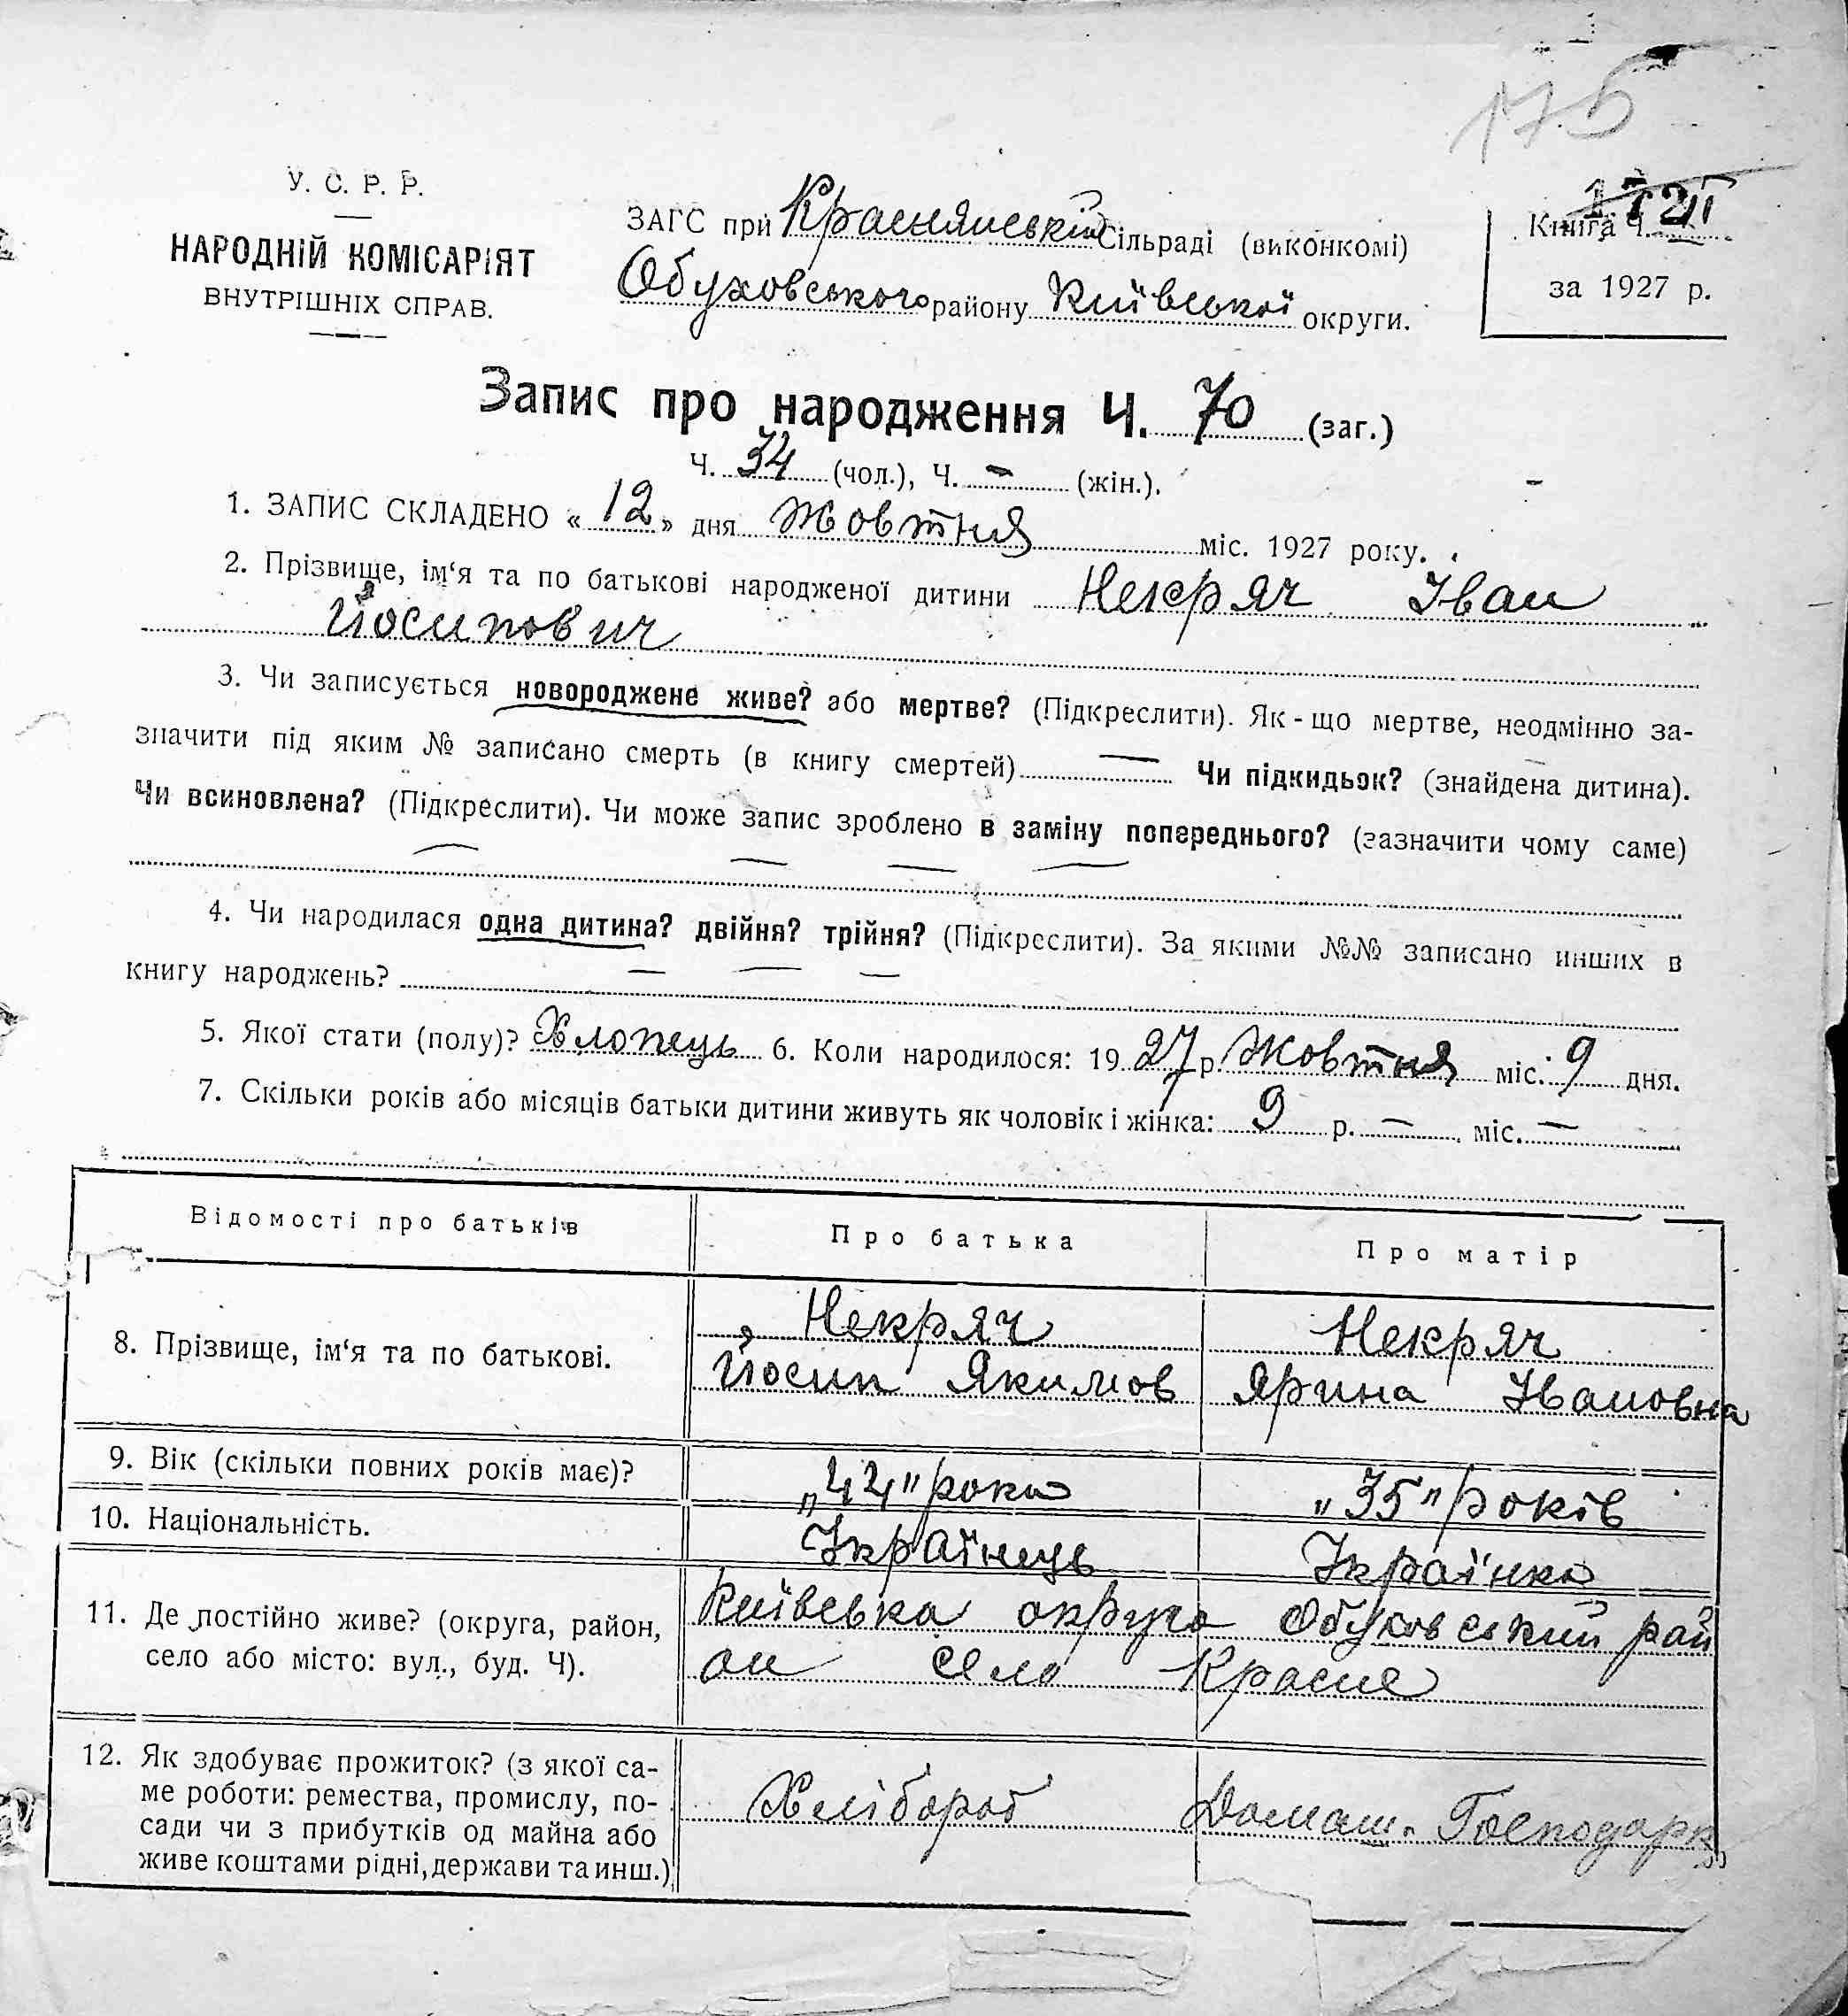 175
У. С. Р. Р.
НАРОДНІЙ КОМІСАРІЯТ
ВНУТРІШНІХ СПРАВ.
ЗАГС при Краснянській Сільраді (виконкомі)
Обуховського району Київської округи.
Книга Ч.
за 1927 р.
Запис про народження Ч. 70 (заг.)
Ч. 34 (чол.), Ч. – (жін.).
1. ЗАПИС СКЛАДЕНО « 12 » дня Жовтня міс. 1927 року.
2. Прізвище, ім‘я та по батькові народженої дитини Некряч Іван
Йосипович
3. Чи записується новороджене живе? або мертве? (Підкреслити). Як-що мертве, неодмінно за-
значити під яким № записано смерть (в книгу смертей) — Чи підкидьок? (знайдена дитина).
Чи всиновлена? (Підкреслити). Чи може запис зроблено в заміну попереднього? (зазначити чому саме)
— — — —
4. Чи народилася одна дитина? двійня? трійня? (Підкреслити). За якими №№ записано инших в
книгу народжень? — — —
5. Якої стати (полу)? Хлопець 6. Коли народилося: 19 27 р. Жовтня міс. 9 дня.
7. Скільки років або місяців батьки дитини живуть як чоловік і жінка: 9 р. — міс. —
Відомості про батьків Про батька Про матір
8. Прізвище, ім‘я та по батькові.
Некряч Некряч
Йосип Якимов Ярина Івановна
9. Вік (скільки повних років має)? „44" роки „35" років
10. Національність. Українець Українка
11. Де постійно живе? (округа, район, село або місто: вул., буд. Ч).
Київська округа Обуховський рай
он село Красне
12. Як здобуває прожиток? (з якої са-
ме роботи: ремества, промислу, по-
сади чи з прибутків од майна або
живе коштами рідні, держави та инш.)
Хлібороб Домаш. Господарк